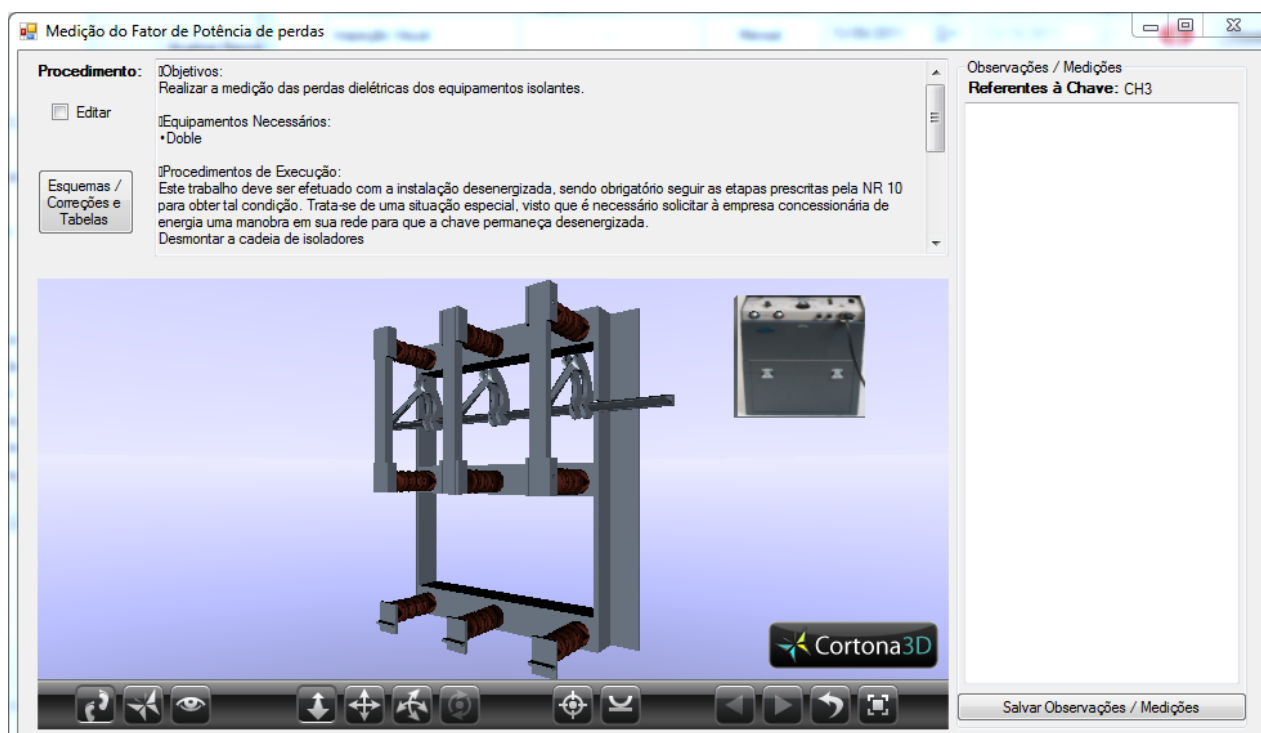 Medição do Fator de Potência de perdas
Procedimento:
Editar
Esquemas /
Correções e
Tabelas
Objetivos:
Realizar a medição das perdas dielétricas dos equipamentos isolantes.
Equipamentos Necessários:
•Doble
Procedimentos de Execução:
Este trabalho deve ser efetuado com a instalação desenergizada, sendo obrigatório seguir as etapas prescritas pela NR 10
para obter tal condição. Trata-se de uma situação especial, visto que é necessário solicitar à empresa concessionária de
energia uma manobra em sua rede para que a chave permaneça desenergizada.
Desmontar a cadeia de isoladores
Observações / Medições
Referentes à Chave: CH3
Cortona3D
Salvar Observações / Medições